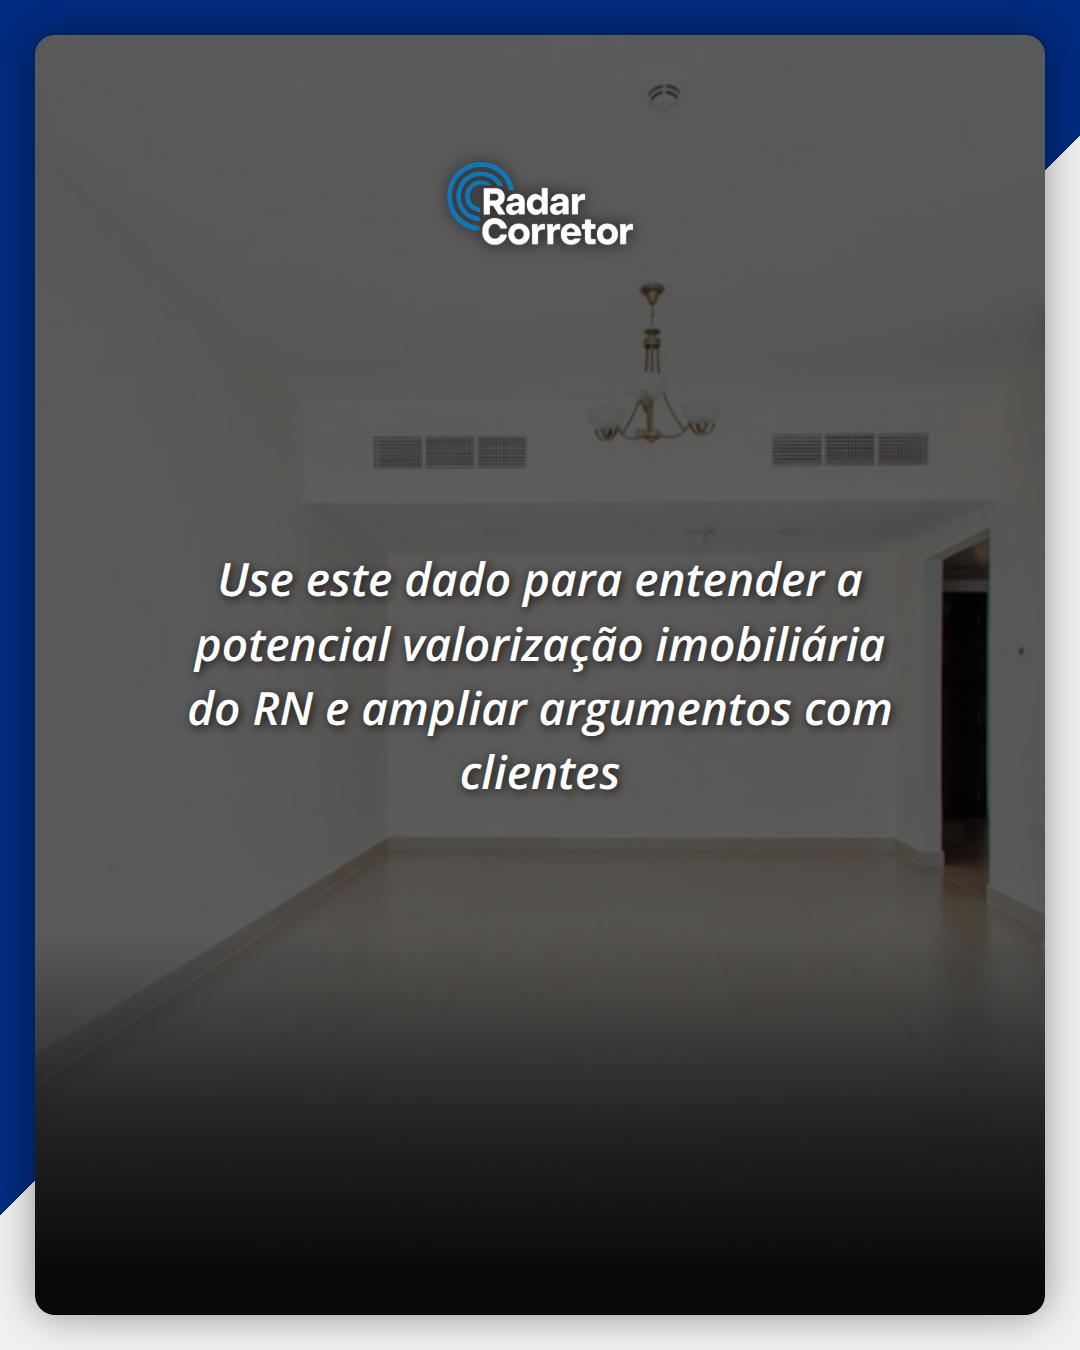 Radar
Corretor
Use este dado para entender a
potencial valorização imobiliária
do RN e ampliar argumentos com
clientes